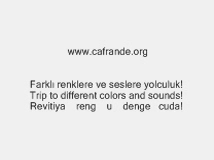 www.cafrande.org
Farklı renklere ve seslere yolculuk!
Trip to different colors and sounds!
Revitiya reng u denge cuda!